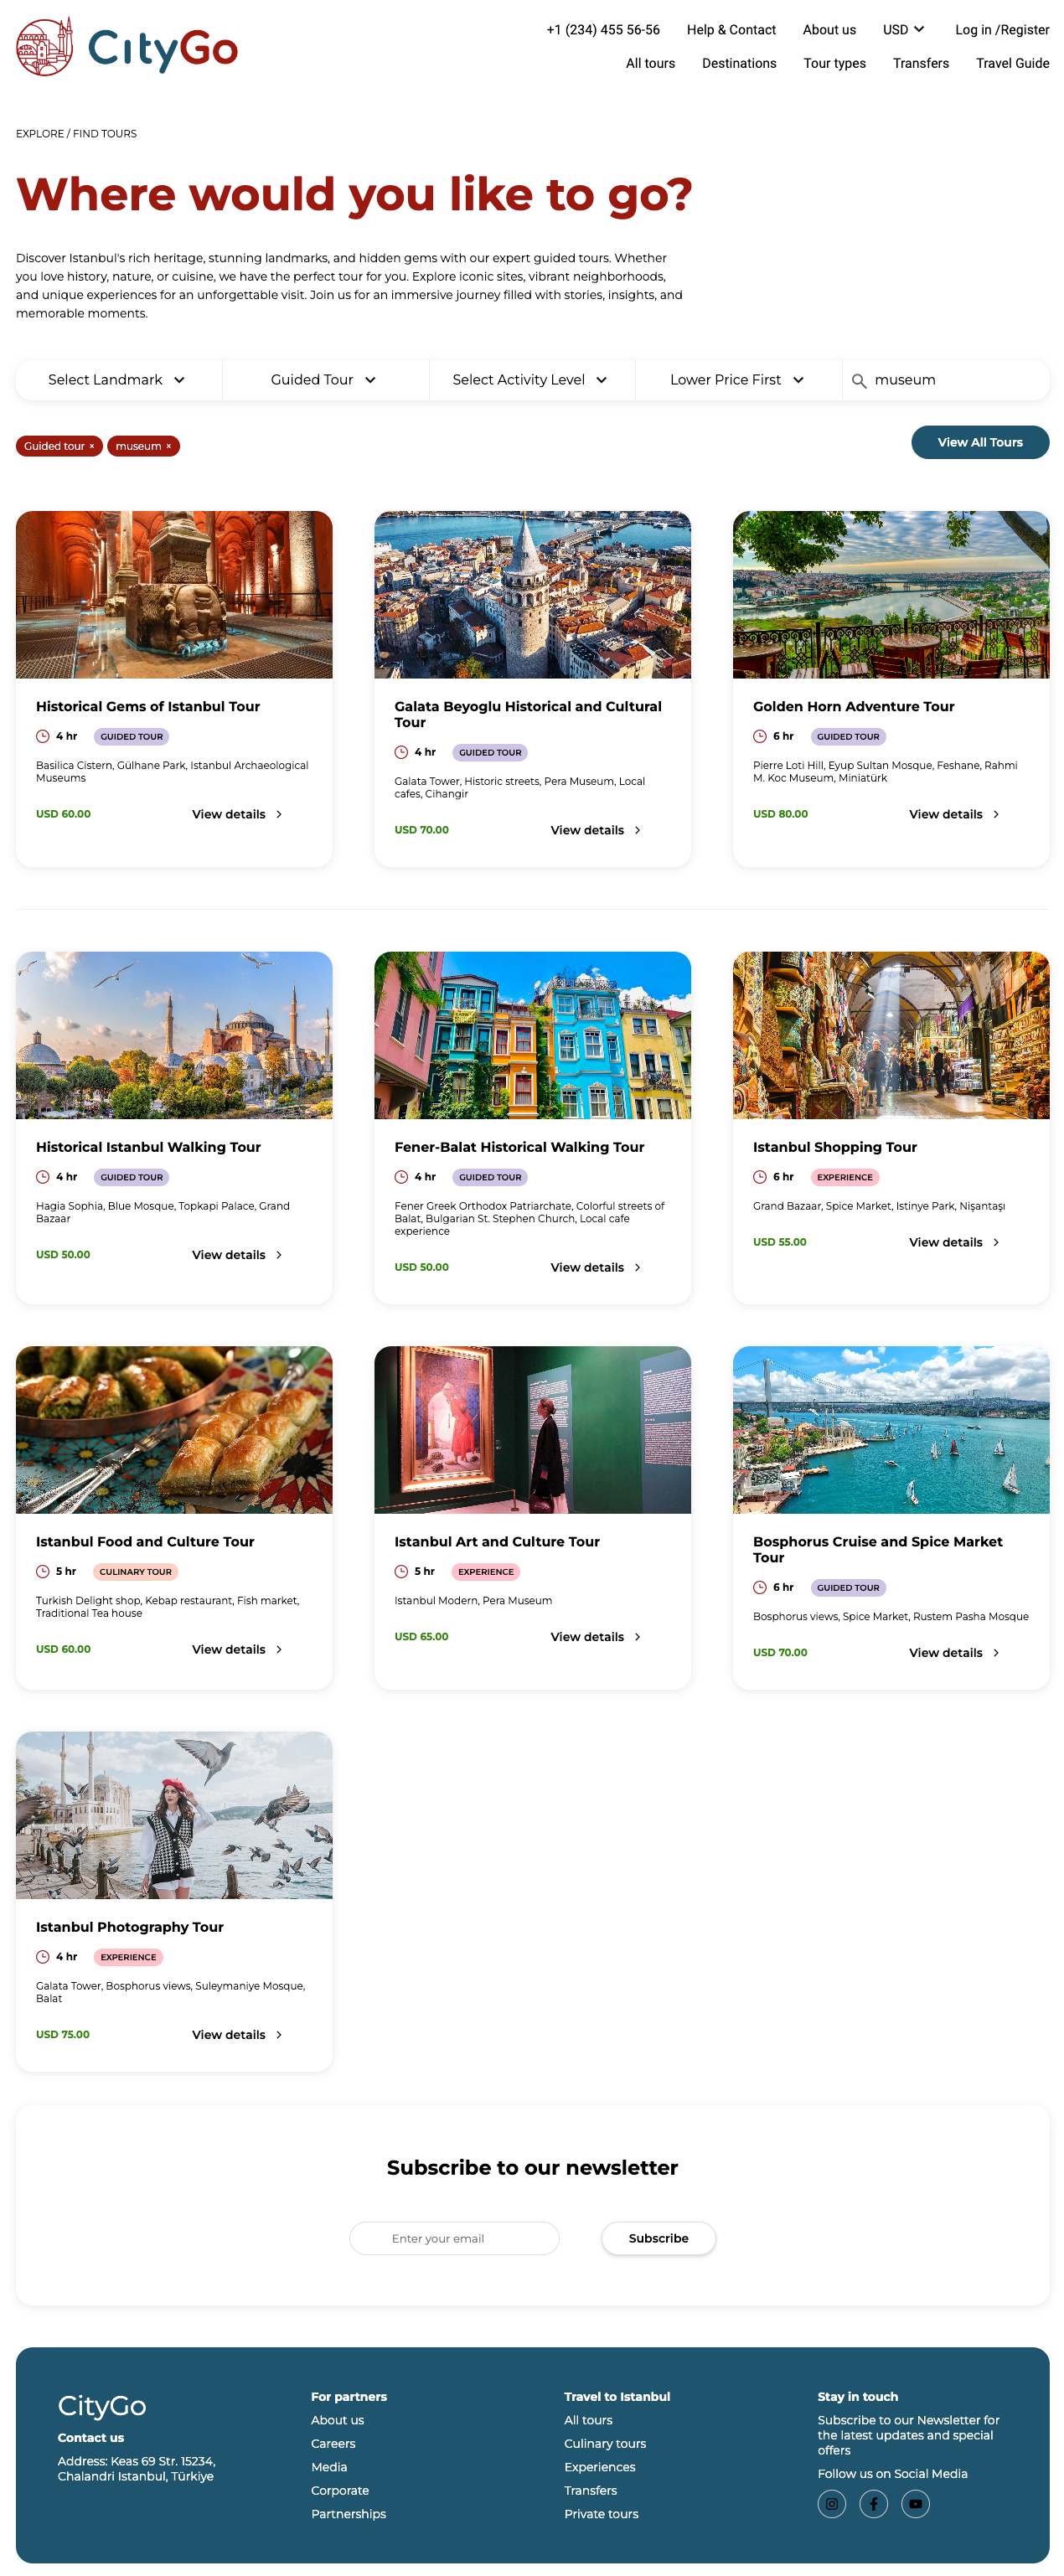 CityGo
+1 (234) 455 56-56 Help & Contact About us USD Log in /Register
All tours Destinations Tour types Transfers Travel Guide
EXPLORE / FIND TOURS
Where would you like to go?
Discover Istanbul's rich heritage, stunning landmarks, and hidden gems with our expert guided tours. Whether
you love history, nature, or cuisine, we have the perfect tour for you. Explore iconic sites, vibrant neighborhoods,
and unique experiences for an unforgettable visit. Join us for an immersive journey filled with stories, insights, and
memorable moments.
Select Landmark Guided Tour Select Activity Level Lower Price First museum
Guided tour × museum ×
View All Tours
Historical Gems of Istanbul Tour
4 hr GUIDED TOUR
Basilica Cistern, Gülhane Park, Istanbul Archaeological
Museums
USD 60.00 View details
Galata Beyoglu Historical and Cultural
Tour
4 hr GUIDED TOUR
Galata Tower, Historic streets, Pera Museum, Local
cafes, Cihangir
USD 70.00 View details
Golden Horn Adventure Tour
6 hr GUIDED TOUR
Pierre Loti Hill, Eyup Sultan Mosque, Feshane, Rahmi
M. Koc Museum, Miniatürk
USD 80.00 View details
Historical Istanbul Walking Tour
4 hr GUIDED TOUR
Hagia Sophia, Blue Mosque, Topkapi Palace, Grand
Bazaar
USD 50.00 View details
Fener-Balat Historical Walking Tour
4 hr GUIDED TOUR
Fener Greek Orthodox Patriarchate, Colorful streets of
Balat, Bulgarian St. Stephen Church, Local cafe
experience
USD 50.00 View details
Istanbul Shopping Tour
6 hr EXPERIENCE
Grand Bazaar, Spice Market, Istinye Park, Nişantaşı
USD 55.00 View details
Istanbul Food and Culture Tour
5 hr CULINARY TOUR
Turkish Delight shop, Kebap restaurant, Fish market,
Traditional Tea house
USD 60.00 View details
Istanbul Art and Culture Tour
5 hr EXPERIENCE
Istanbul Modern, Pera Museum
USD 65.00 View details
Bosphorus Cruise and Spice Market
Tour
6 hr GUIDED TOUR
Bosphorus views, Spice Market, Rustem Pasha Mosque
USD 70.00 View details
Istanbul Photography Tour
4 hr EXPERIENCE
Galata Tower, Bosphorus views, Suleymaniye Mosque,
Balat
USD 75.00 View details
Subscribe to our newsletter
Enter your email Subscribe
CityGo
Contact us
Address: Keas 69 Str. 15234,
Chalandri Istanbul, Türkiye
For partners
About us
Careers
Media
Corporate
Partnerships
Travel to Istanbul
All tours
Culinary tours
Experiences
Transfers
Private tours
Stay in touch
Subscribe to our Newsletter for
the latest updates and special
offers
Follow us on Social Media